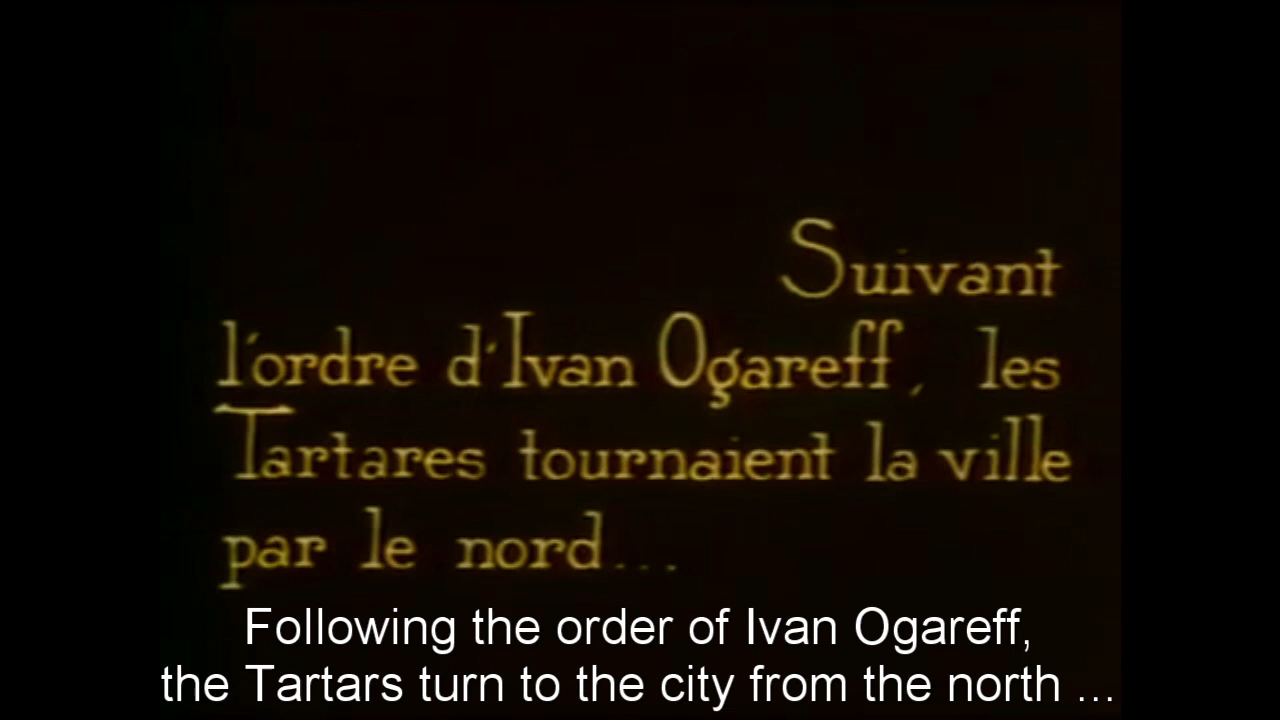 Suivant
l'ordre d'Ivan Ogareff, les
Tartares tournaient la ville
par le nord...
Following the order of Ivan Ogareff,
the Tartars turn to the city from the north ...